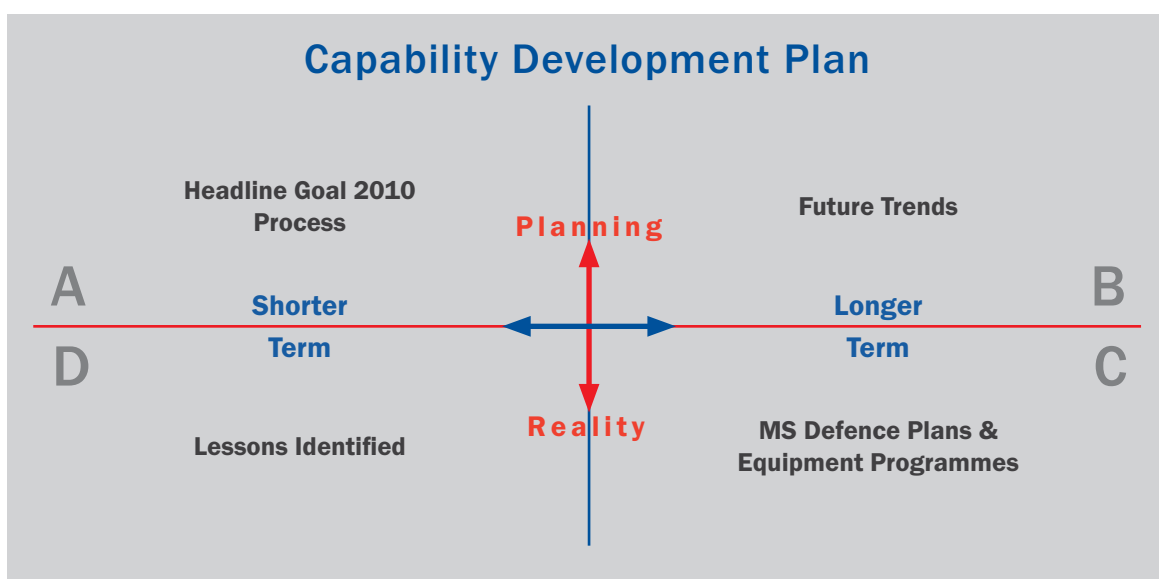 Capability Development Plan
Headline Goal 2010
Process
Future Trends
Planning
A
Shorter
Term
B
Longer
Term
D
C
Reality
Lessons Identified
MS Defence Plans &
Equipment Programmes